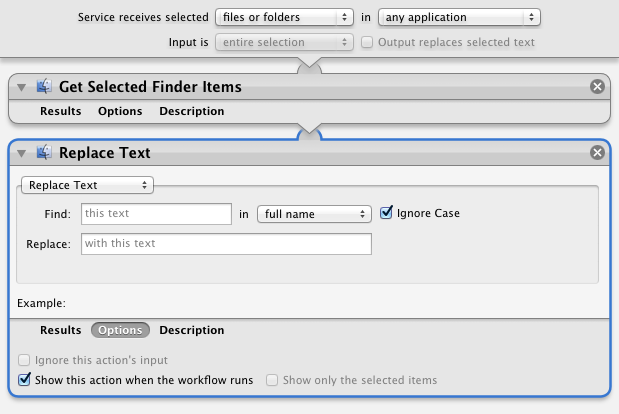 Service receives selected files or folders in any application
Input is entire selection Output replaces selected text
Get Selected Finder Items
Results Options Description
Replace Text
Replace Text
Find: this text in full name Ignore Case
Replace: with this text
Example:
Results Options Description
Ignore this action's input
Show this action when the workflow runs Show only the selected items